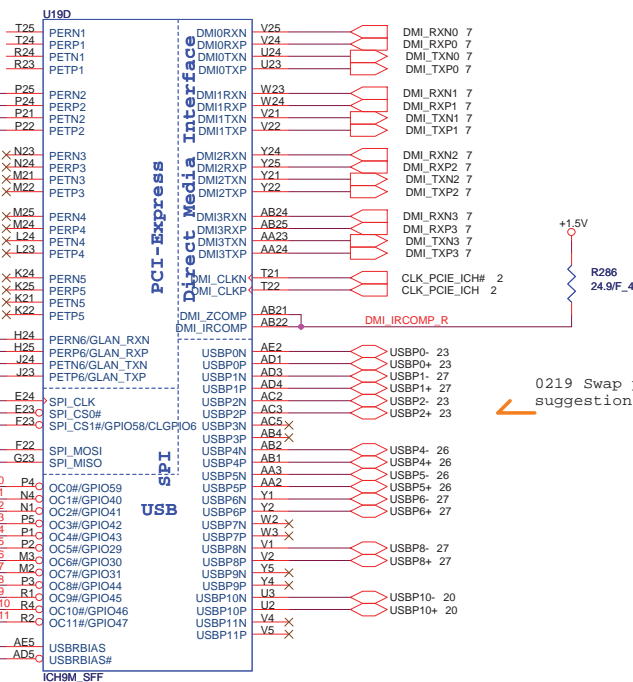 U19D
T25 PERN1 DMI0RXN V25 DMI_RXN0 7
T24 PERP1 DMI0RXP V24 DMI_RXP0 7
R24 PETN1 DMI0TXN U24 DMI_TXN0 7
R23 PETP1 DMI0TXP U23 DMI_TXP0 7
P25 PERN2 DMI1RXN W23 DMI_RXN1 7
P24 PERP2 DMI1RXP W24 DMI_RXP1 7
P21 PETN2 DMI1TXN V21 DMI_TXN1 7
P22 PETP2 DMI1TXP V22 DMI_TXP1 7
N23 PERN3 DMI2RXN Y24 DMI_RXN2 7
N24 PERP3 DMI2RXP Y25 DMI_RXP2 7
M21 PETN3 DMI2TXN Y21 DMI_TXN2 7
M22 PETP3 DMI2TXP Y22 DMI_TXP2 7
M25 PERN4 DMI3RXN AB24 DMI_RXN3 7
M24 PERP4 DMI3RXP AB25 DMI_RXP3 7
L24 PETN4 DMI3TXN AA23 DMI_TXN3 7
L23 PETP4 DMI3TXP AA24 DMI_TXP3 7
PCI-Express
Direct Media Interface
+1.5V
K24 PERN5 DMI_CLKN T21 CLK_PCIE_ICH# 2
K25 PERP5 DMI_CLKP T22 CLK_PCIE_ICH 2
K21 PETN5
K22 PETP5 DMI_ZCOMP AB21
DMI_IRCOMP AB22 DMI_IRCOMP_R
R286
24.9/F_4
H24 PERN6/GLAN_RXN
H25 PERP6/GLAN_RXP USBP0N AE2 USBP0- 23
J24 PETN6/GLAN_TXN USBP0P AD1 USBP0+ 23
J23 PETP6/GLAN_TXP USBP1N AD3 USBP1- 27
USBP1P AD4 USBP1+ 27
E24 SPI_CLK USBP2N AC2 USBP2- 23
E23 SPI_CS0# USBP2P AC3 USBP2+ 23
F23 SPI_CS1#/GPIO58/CLGPIO6 USBP3N AC5
USBP3P AB4
F22 SPI_MOSI USBP4N AB2 USBP4- 26
G23 SPI_MISO USBP4P AB1 USBP4+ 26
USBP5N AA3 USBP5- 26
P4 OC0#/GPIO59 USBP5P AA2 USBP5+ 26
N4 OC1#/GPIO40 USBP6N Y1 USBP6- 27
N1 OC2#/GPIO41 USBP6P Y2 USBP6+ 27
P5 OC3#/GPIO42 USBP7N W2
P1 OC4#/GPIO43 USBP7P W3
P2 OC5#/GPIO29 USBP8N V1 USBP8- 27
M3 OC6#/GPIO30 USBP8P V2 USBP8+ 27
M2 OC7#/GPIO31 USBP9N Y5
P3 OC8#/GPIO44 USBP9P Y4
R1 OC9#/GPIO45 USBP10N U3 USBP10- 20
10 R4 OC10#/GPIO46 USBP10P U2 USBP10+ 20
11 R2 OC11#/GPIO47 USBP11N V4
USBP11P V5
SPI
USB
AE5 USBRBIAS
AD5 USBRBIAS#
ICH9M_SFF
0219 Swap
suggestion